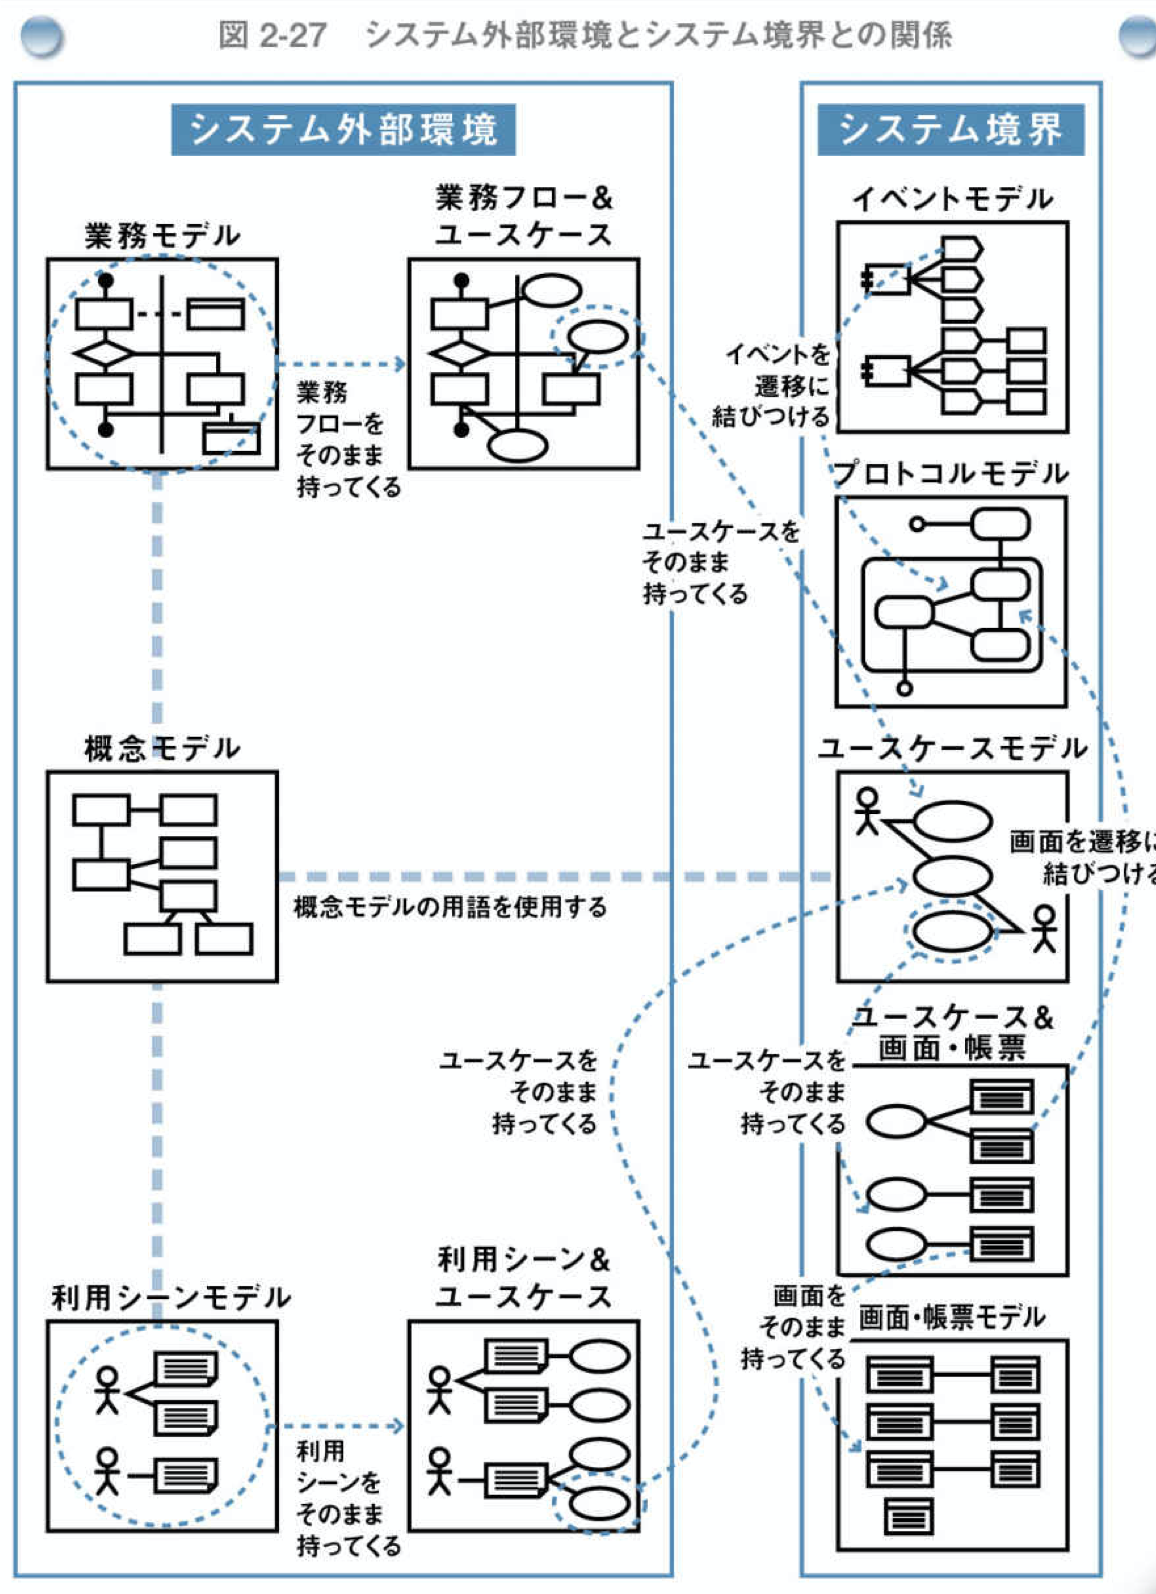 図 2-27　システム外部環境とシステム境界との関係
システム外部環境
業務モデル
業務フロー&
ユースケース
業務
フローを
そのまま
持ってくる
概念モデル
概念モデルの用語を使用する
ユースケースを
そのまま
持ってくる
利用シーンモデル
利用シーン&
ユースケース
利用
シーンを
そのまま
持ってくる
システム境界
イベントモデル
イベントを
遷移に
結びつける
プロトコルモデル
ユースケースを
そのまま
持ってくる
ユースケースモデル
画面を遷移に
結びつける
ユースケース&
画面・帳票
ユースケースを
そのまま
持ってくる
画面を
そのまま
持ってくる
画面・帳票モデル